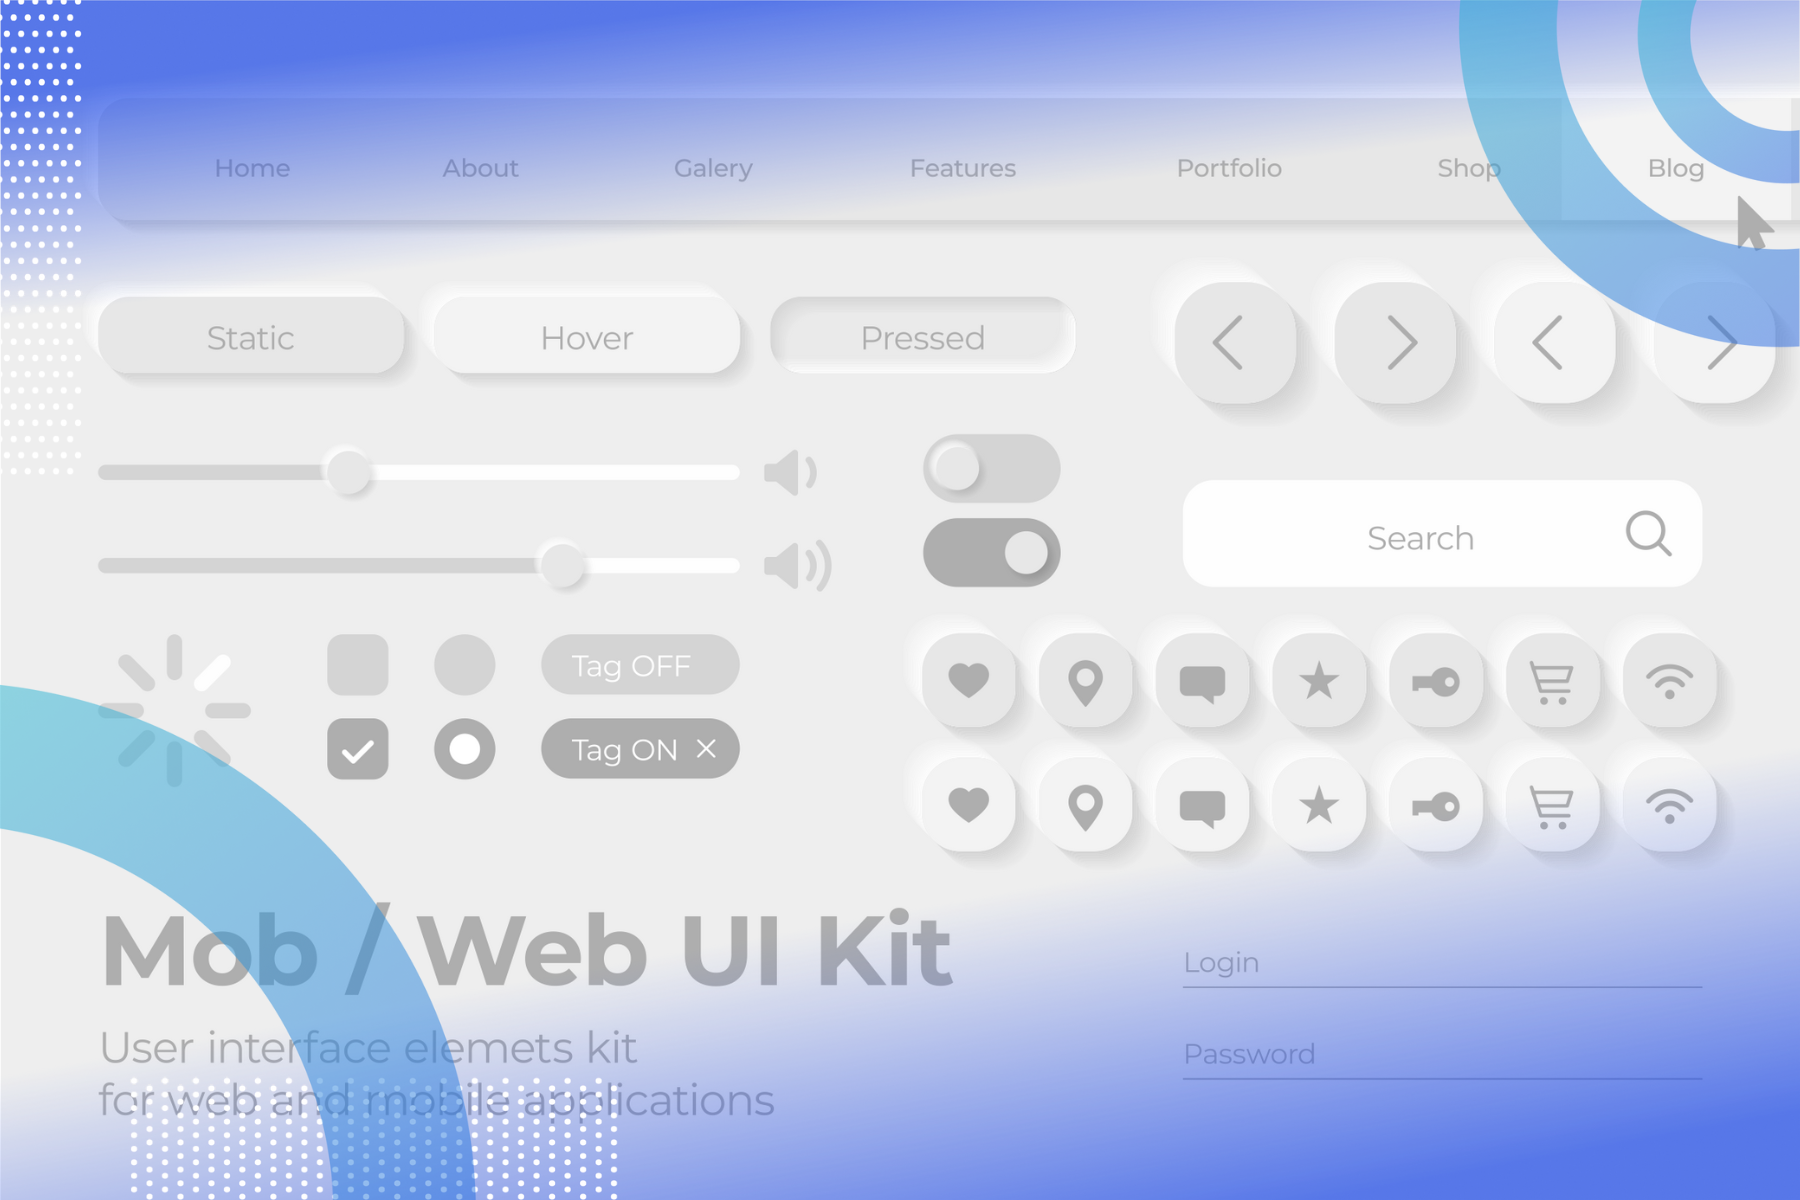 Home About Galery Features Portfolio Shop Blog
Static Hover Pressed
Search
Tag OFF
Tag ON
Mob / Web UI Kit
User interface elemets kit
for web and mobile applications
Login
Password